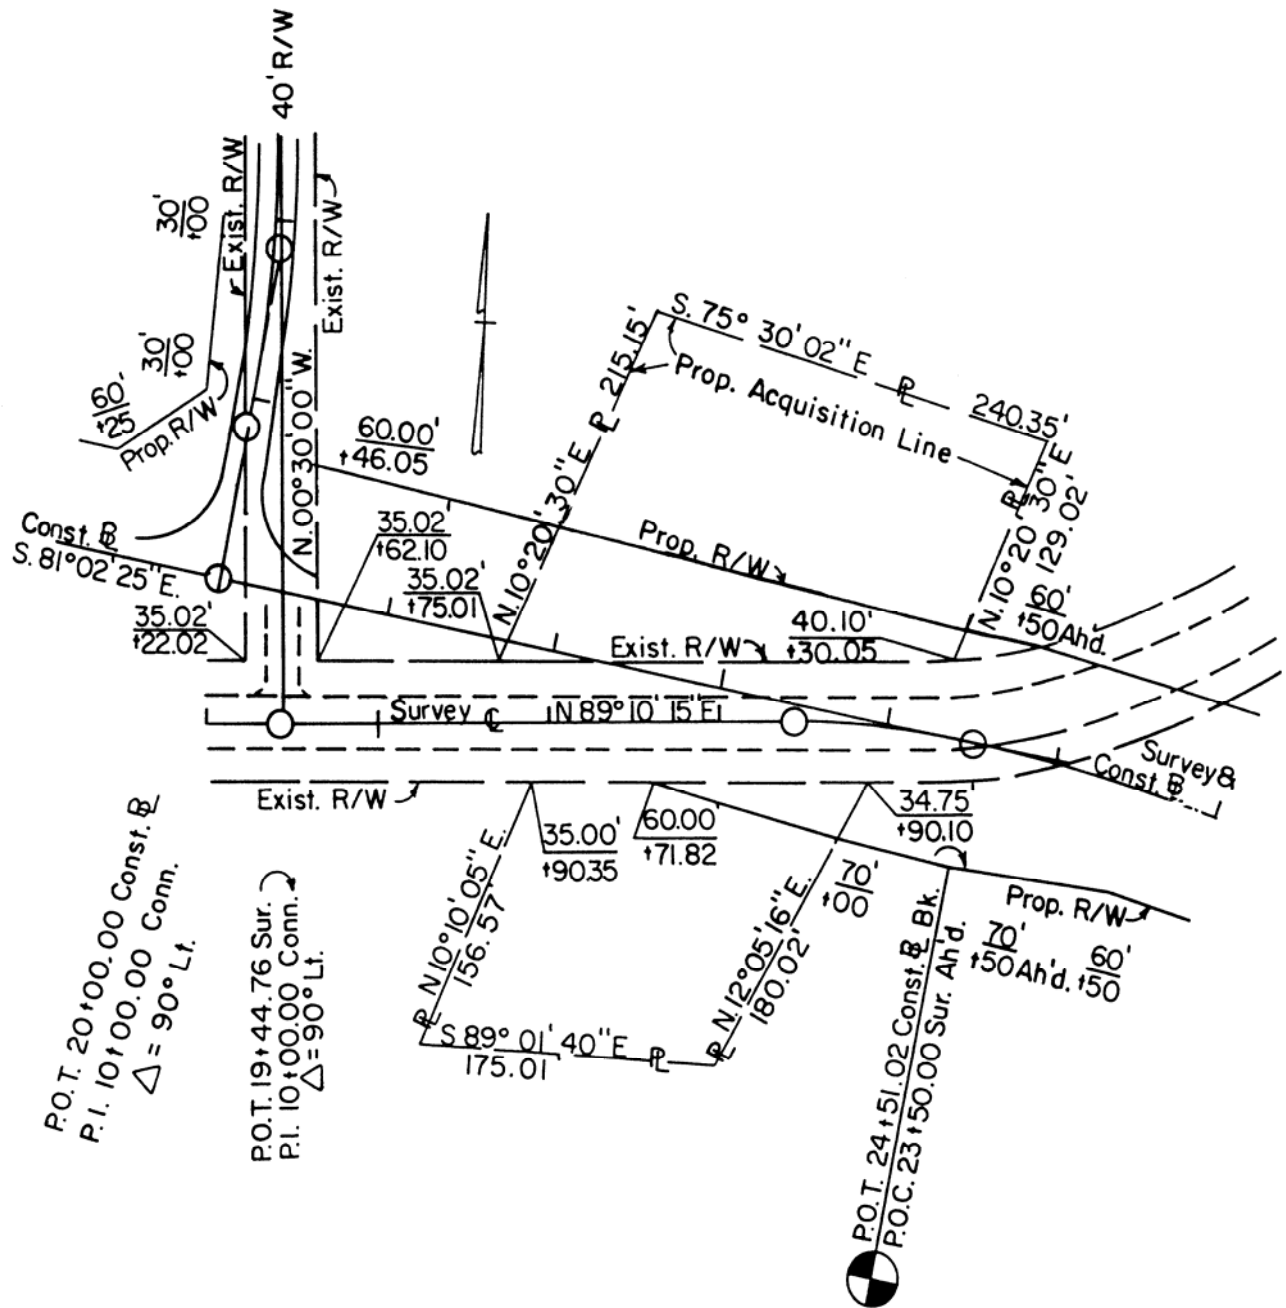 40' R/W
Exist. R/W
Exist. R/W
30'
+00
30'
+00
60'
+25
Prop. R/W
N.00°30'00"W.
S. 75° 30'02" E ⅊ 240.35'
Prop. Acquisition Line
N.10°20'30"E ⅊ 215.15'
60.00'
+46.05
N.10°20'30"E ⅊
129.02'
Const. ⅊
S. 81°02'25"E.
35.02
+62.10
Prop. R/W
35.02'
+75.01
60'
+50 Ahd.
35.02'
+22.02
40.10'
+30.05
Exist. R/W
Survey ℄ N 89°10'15"E
Survey &
Const. ⅊
Exist. R/W
34.75'
+90.10
35.00'
+90.35
60.00'
+71.82
70'
+00
Prop. R/W
70'
+50 Ah'd.
60'
+50
⅊ N 10°10'05" E.
156.57'
⅊ N.12°05'16"E.
180.02'
S 89° 01' 40"E ⅊
175.01
P.O.T. 20+00.00 Const. ⅊
P.I. 10+00.00 Conn.
△ = 90° Lt.
P.O.T. 19+44.76 Sur.
P.I. 10+00.00 Conn.
△=90° Lt.
P.O.T. 24+51.02 Const. ⅊ Bk.
P.O.C. 23+50.00 Sur. Ah'd.